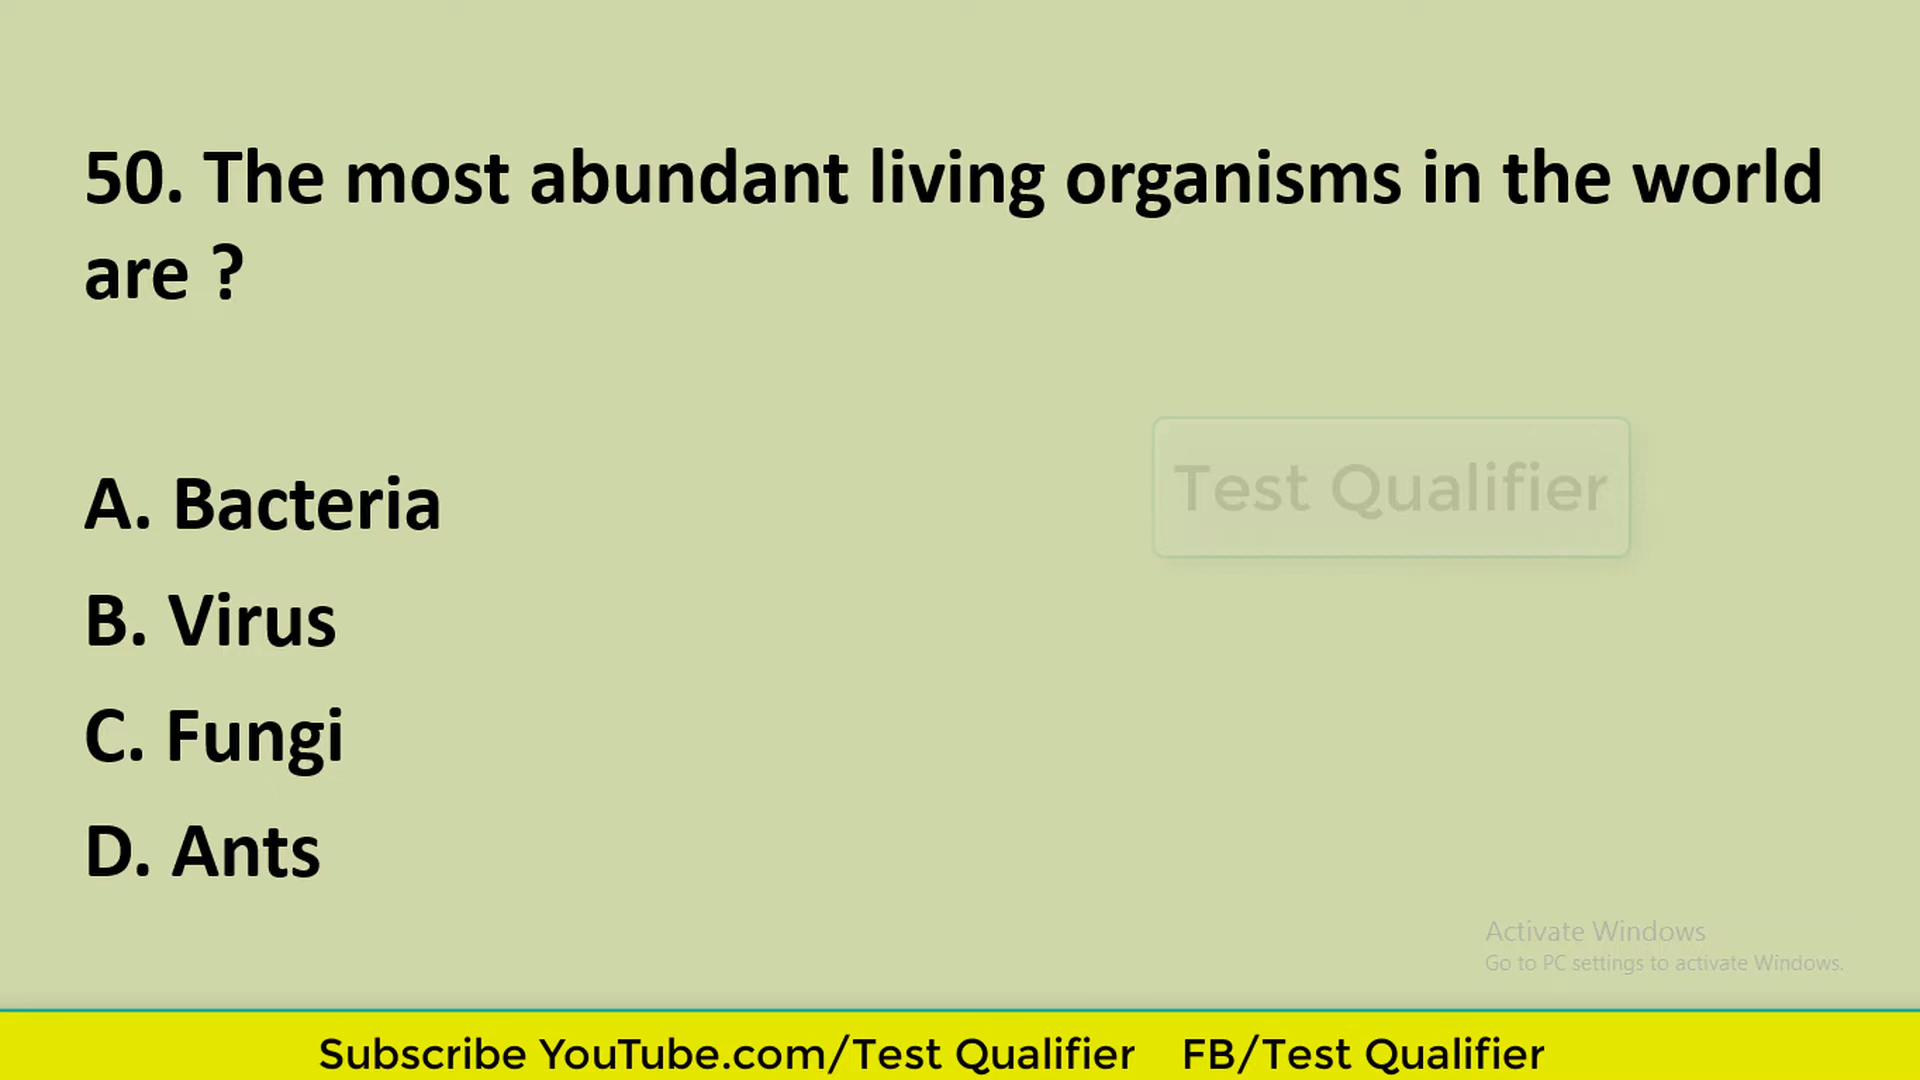 50. The most abundant living organisms in the world
are ?
A. Bacteria
Test Qualifier
B. Virus
C. Fungi
D. Ants
Activate Windows
Go to PC settings to activate Windows.
Subscribe YouTube.com/Test Qualifier FB/Test Qualifier